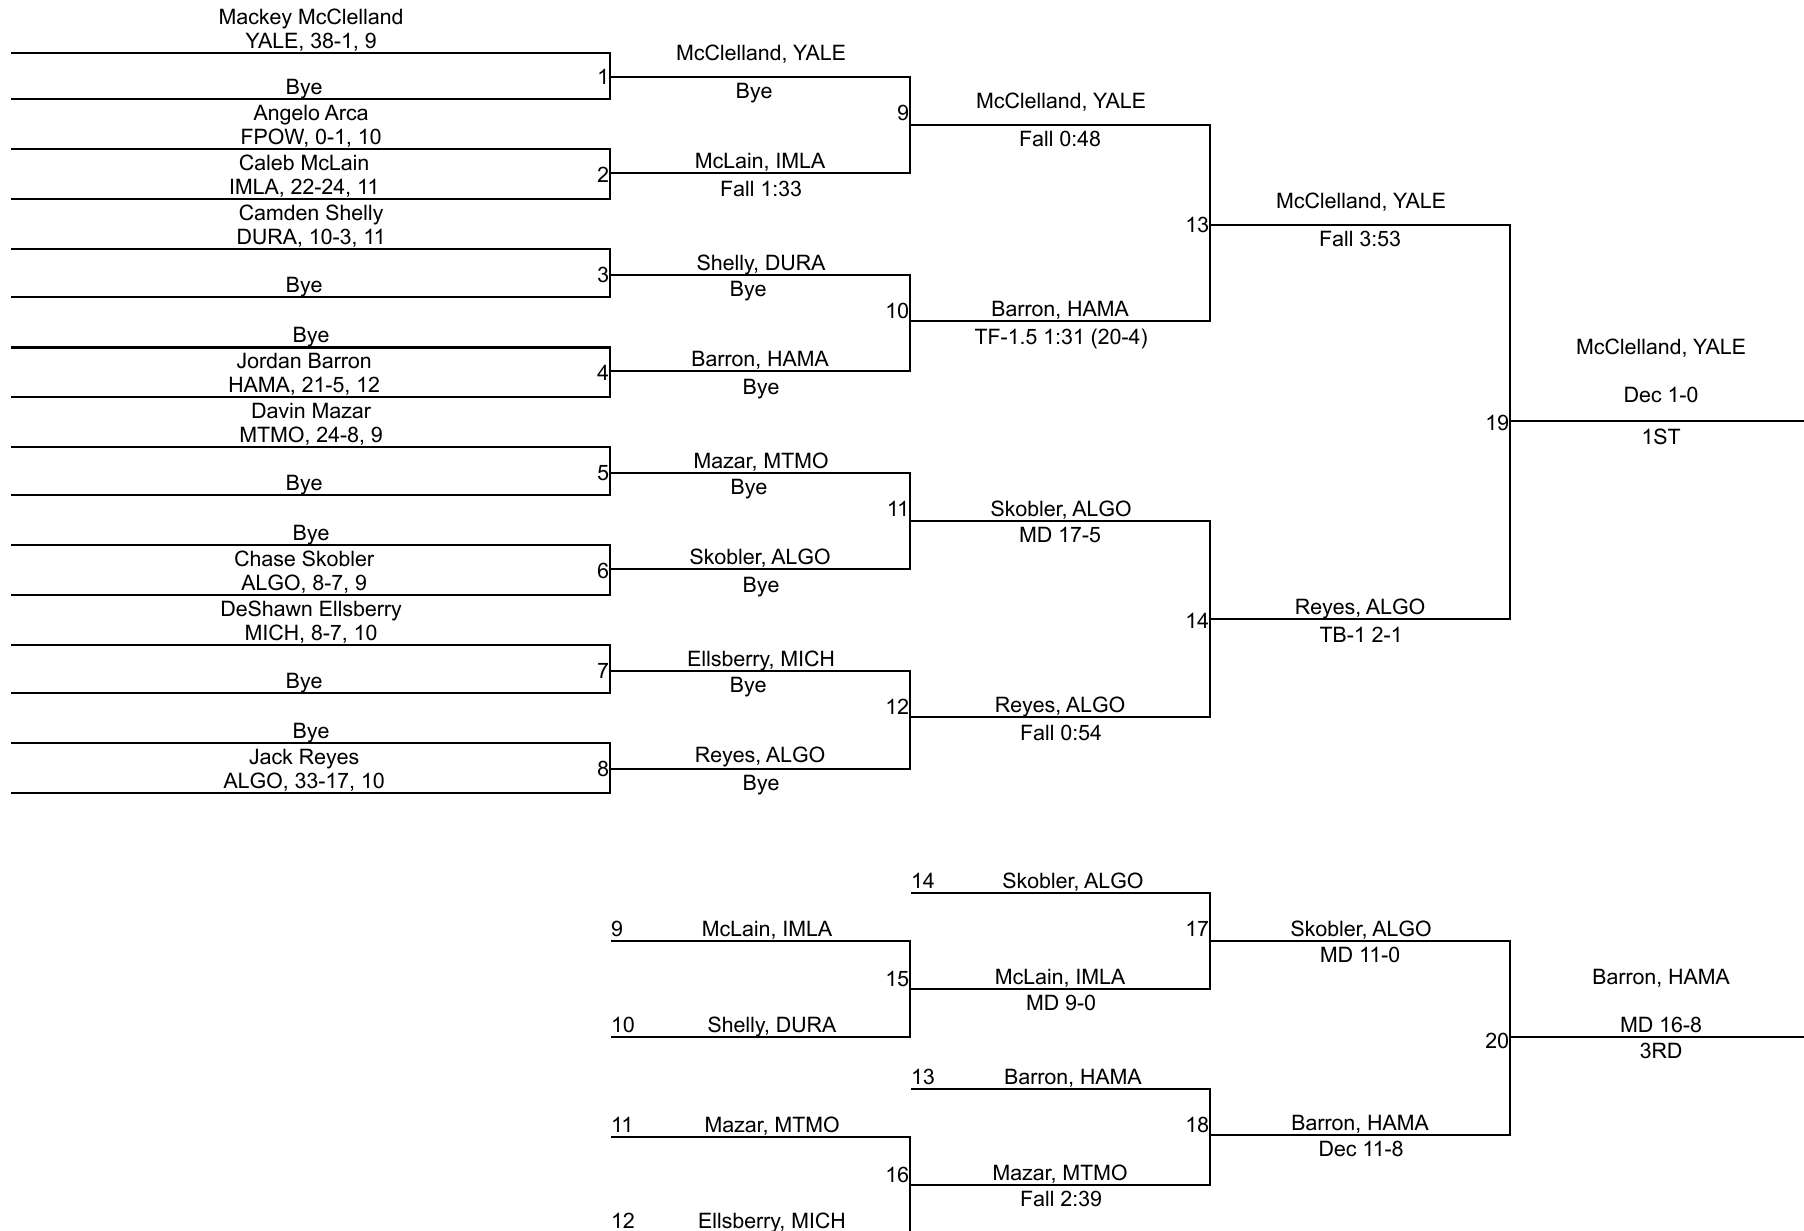 Mackey McClelland
YALE, 38-1, 9
Bye
1
Angelo Arca
FPOW, 0-1, 10
Caleb McLain
IMLA, 22-24, 11
2
Camden Shelly
DURA, 10-3, 11
Bye
3
Bye
Jordan Barron
HAMA, 21-5, 12
4
Davin Mazar
MTMO, 24-8, 9
Bye
5
Bye
Chase Skobler
ALGO, 8-7, 9
6
DeShawn Ellsberry
MICH, 8-7, 10
Bye
7
Bye
Jack Reyes
ALGO, 33-17, 10
8
McClelland, YALE
Bye
9
McLain, IMLA
Fall 1:33
Shelly, DURA
Bye
10
Barron, HAMA
Bye
Mazar, MTMO
Bye
11
Skobler, ALGO
Bye
Ellsberry, MICH
Bye
12
Reyes, ALGO
Bye
McClelland, YALE
Fall 0:48
13
Barron, HAMA
TF-1.5 1:31 (20-4)
Skobler, ALGO
MD 17-5
14
Reyes, ALGO
Fall 0:54
McClelland, YALE
Fall 3:53
19
Reyes, ALGO
TB-1 2-1
McClelland, YALE
Dec 1-0
1ST
9 McLain, IMLA
15
10 Shelly, DURA
11 Mazar, MTMO
16
12 Ellsberry, MICH
14 Skobler, ALGO
17
McLain, IMLA
MD 9-0
13 Barron, HAMA
18
Mazar, MTMO
Fall 2:39
Skobler, ALGO
MD 11-0
20
Barron, HAMA
Dec 11-8
Barron, HAMA
MD 16-8
3RD